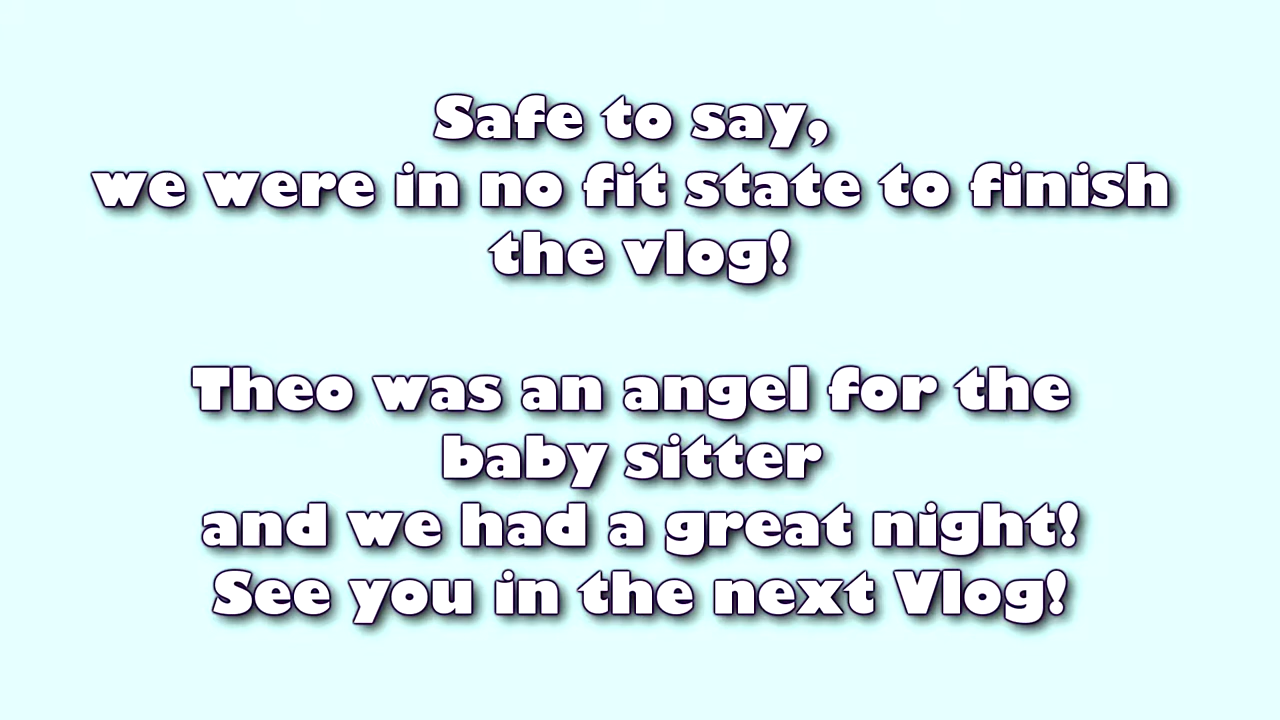 Safe to say,
we were in no fit state to finish
the vlog!
Theo was an angel for the
baby sitter
and we had a great night!
See you in the next Vlog!